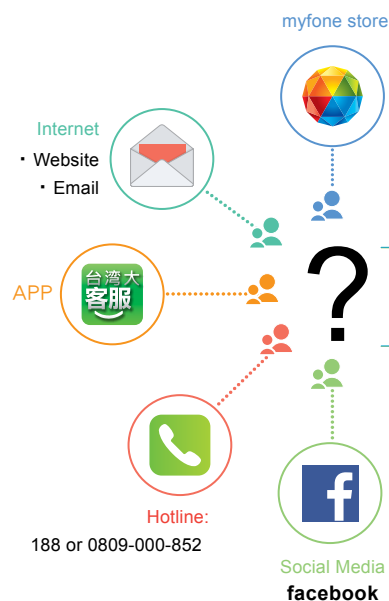 myfone store
Internet
・Website
・Email
APP
台湾大
客服
?
Hotline:
188 or 0809-000-852
f
Social Media
facebook